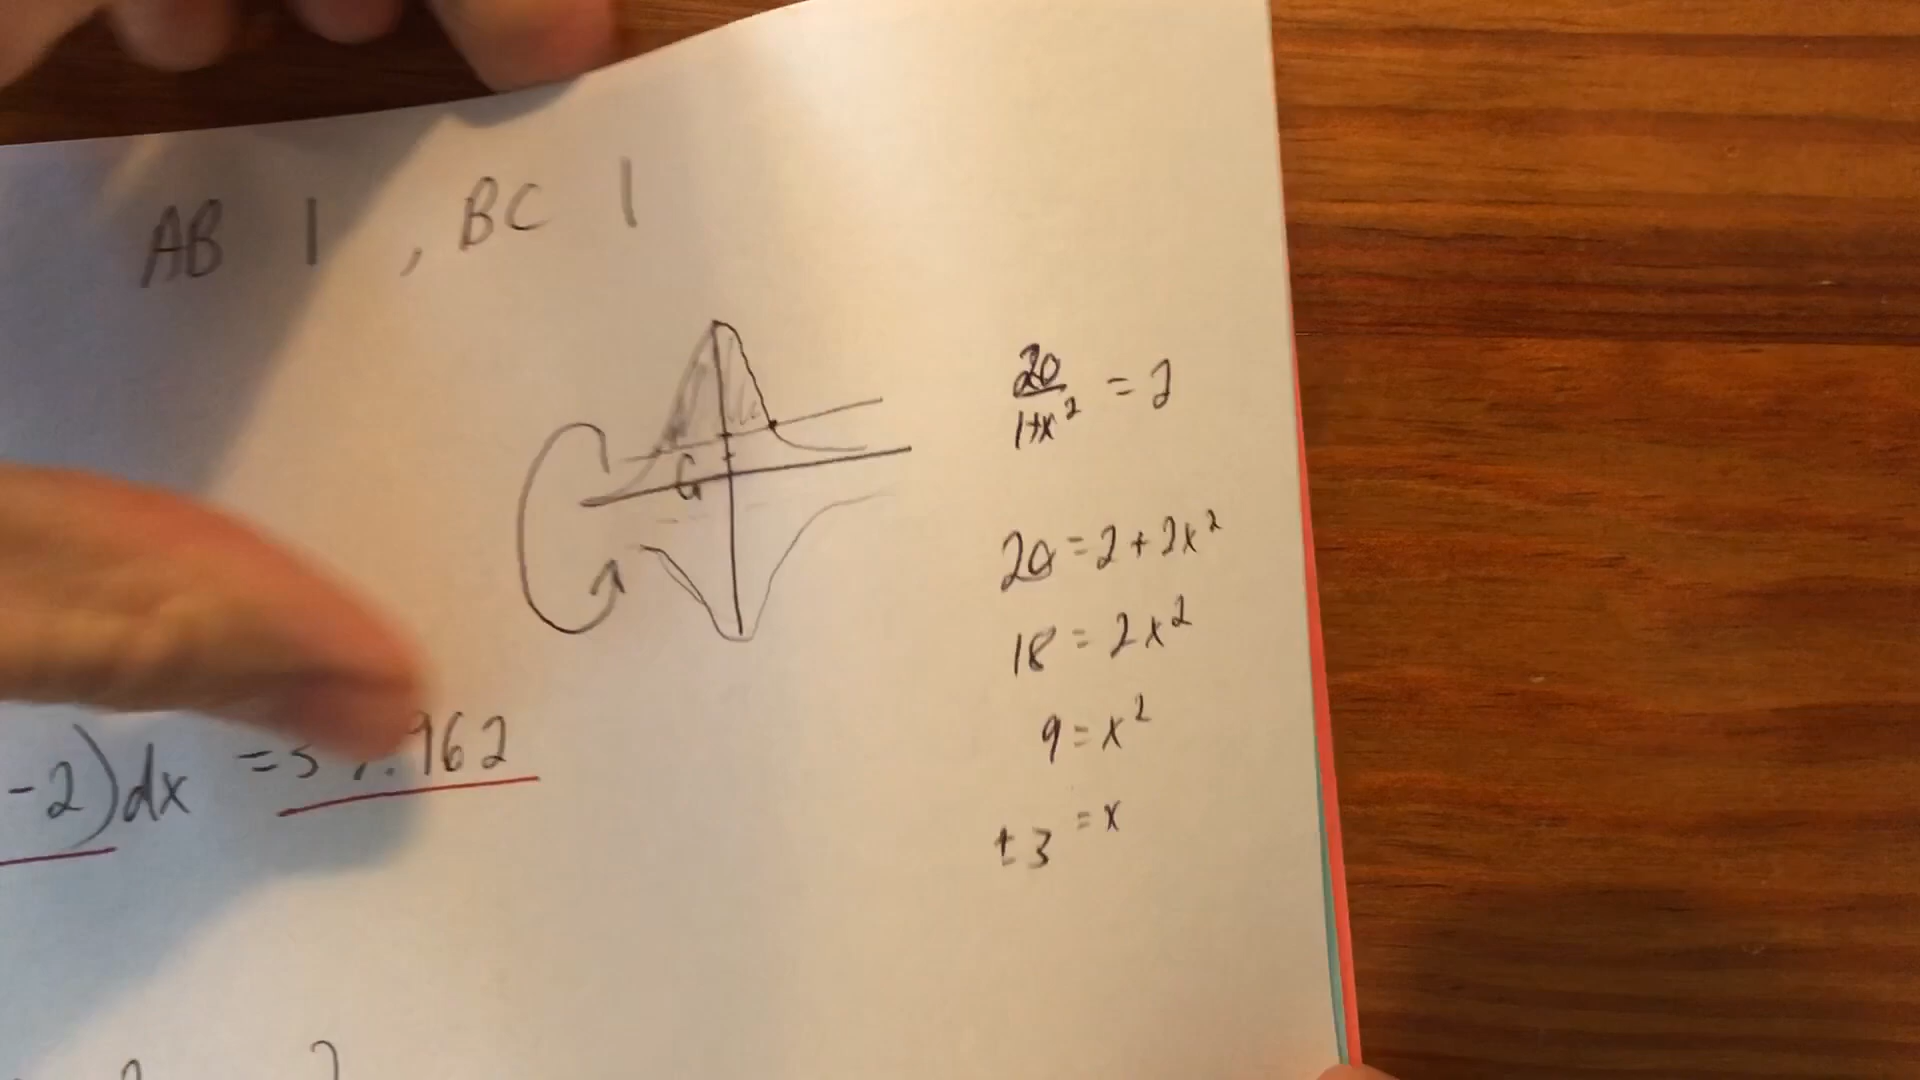 AB 1 , BC 1
20/1+x² = 2
20 = 2 + 2x²
18 = 2x²
9 = x²
± 3 = x
-2)dx = 962